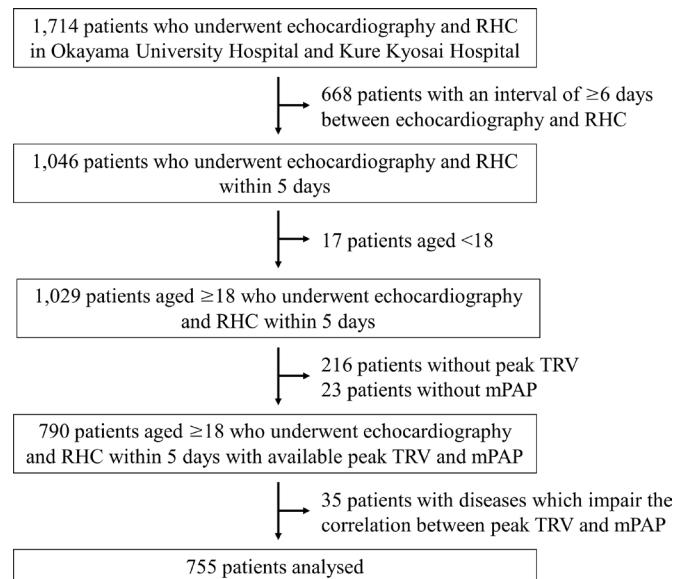 1,714 patients who underwent echocardiography and RHC
in Okayama University Hospital and Kure Kyosai Hospital
668 patients with an interval of ≥6 days
between echocardiography and RHC
1,046 patients who underwent echocardiography and RHC
within 5 days
17 patients aged <18
1,029 patients aged ≥18 who underwent echocardiography
and RHC within 5 days
216 patients without peak TRV
23 patients without mPAP
790 patients aged ≥18 who underwent echocardiography
and RHC within 5 days with available peak TRV and mPAP
35 patients with diseases which impair the
correlation between peak TRV and mPAP
755 patients analysed